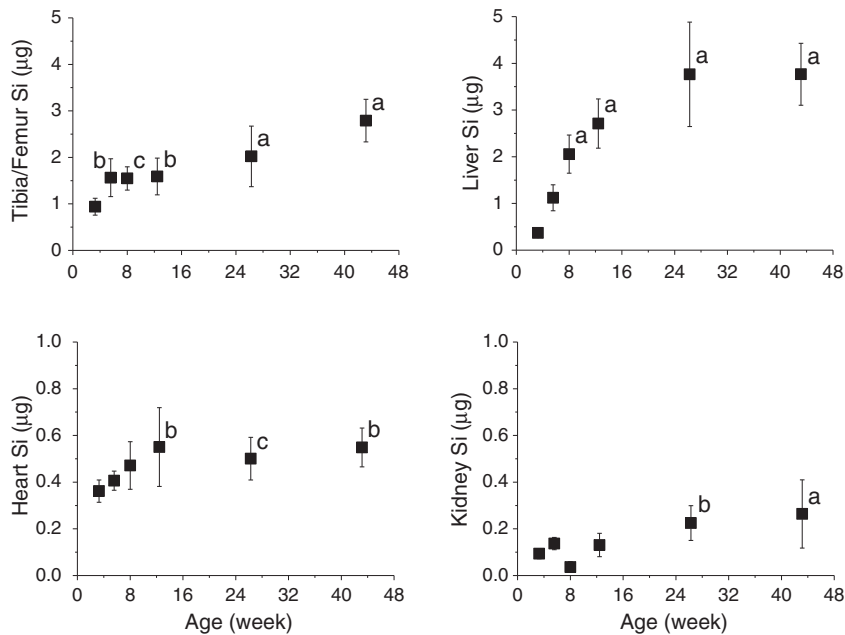 5
4
3
2
1
0
Tibia/Femur Si (μg)
b
c
b
a
a
0 8 16 24 32 40 48
5
4
3
2
1
0
Liver Si (μg)
a
a
a
a
0 8 16 24 32 40 48
1.0
0.8
0.6
0.4
0.2
0.0
Heart Si (μg)
b
c
b
0 8 16 24 32 40 48
Age (week)
1.0
0.8
0.6
0.4
0.2
0.0
Kidney Si (μg)
b
a
0 8 16 24 32 40 48
Age (week)